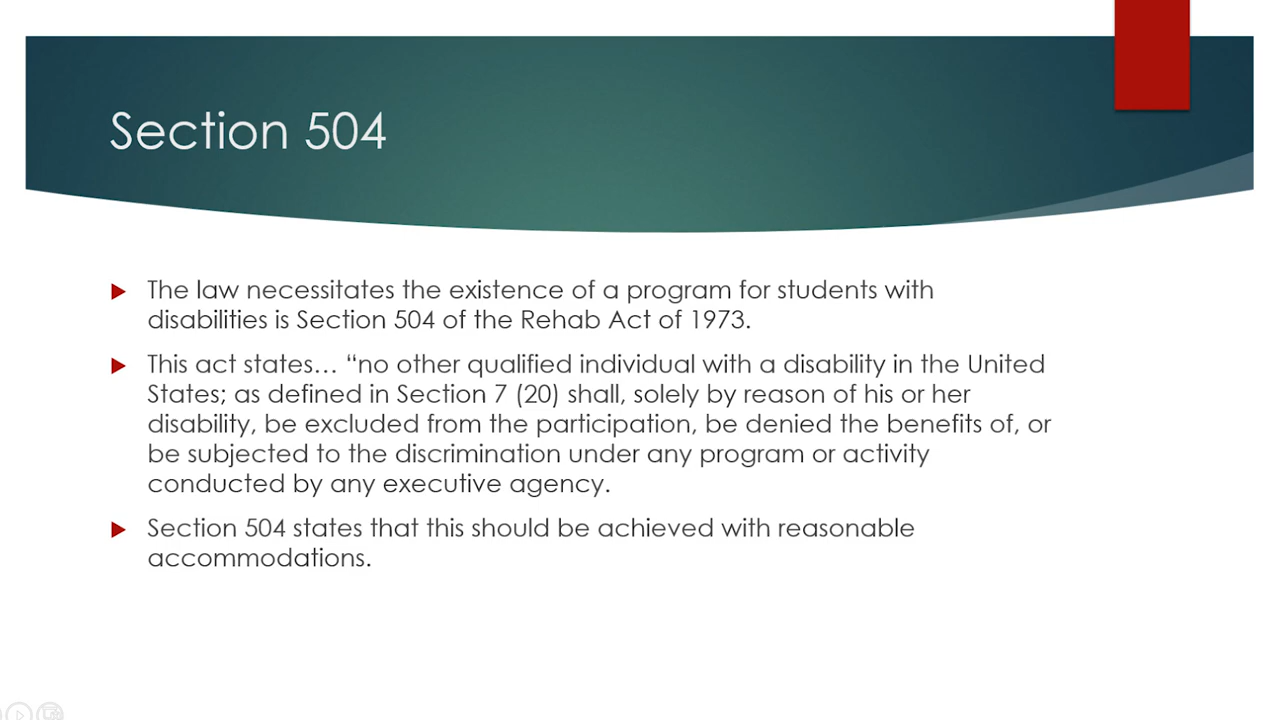 Section 504
The law necessitates the existence of a program for students with
disabilities is Section 504 of the Rehab Act of 1973.
This act states… “no other qualified individual with a disability in the United
States; as defined in Section 7 (20) shall, solely by reason of his or her
disability, be excluded from the participation, be denied the benefits of, or
be subjected to the discrimination under any program or activity
conducted by any executive agency.
Section 504 states that this should be achieved with reasonable
accommodations.